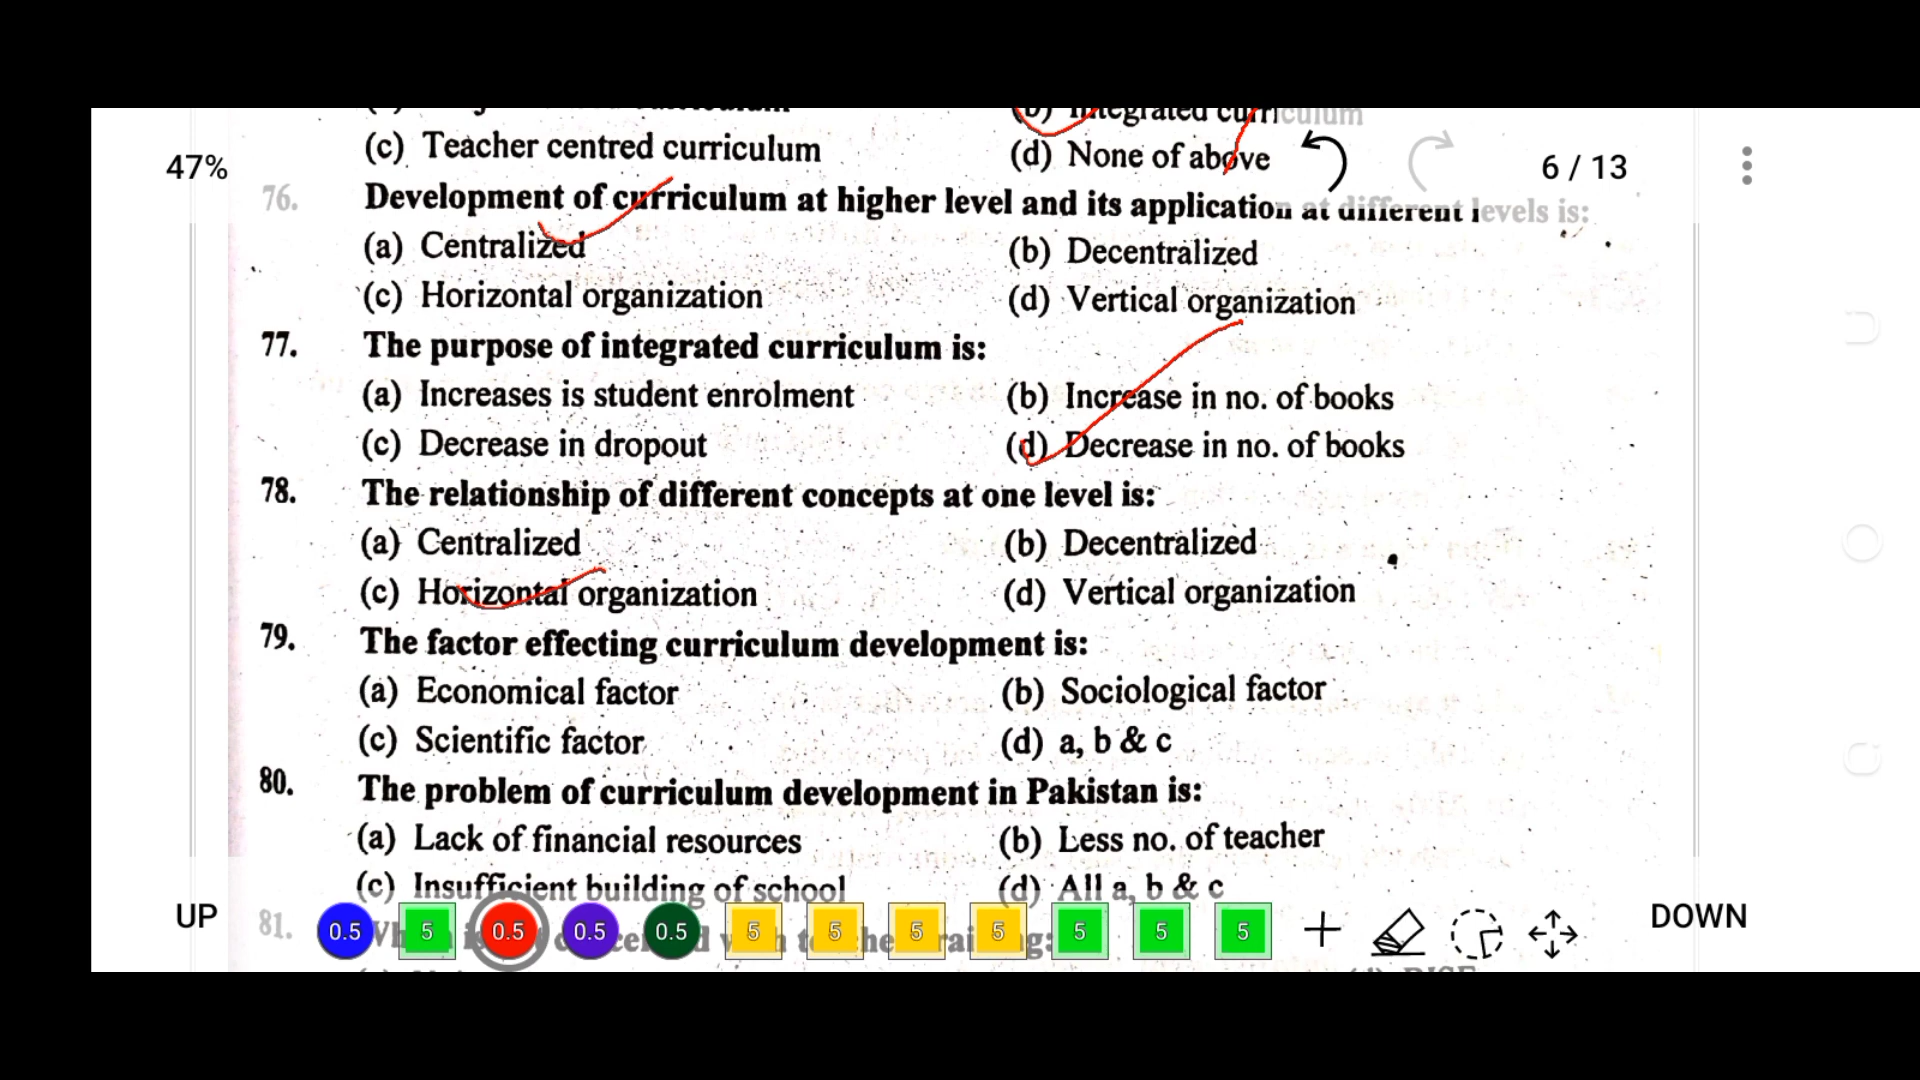 (b) Integrated curriculum
47%
(c) Teacher centred curriculum
(d) None of above
6 / 13
76. Development of curriculum at higher level and its application at different levels is:
(a) Centralized
(b) Decentralized
(c) Horizontal organization
(d) Vertical organization
77. The purpose of integrated curriculum is:
(a) Increases is student enrolment
(b) Increase in no. of books
(c) Decrease in dropout
(d) Decrease in no. of books
78. The relationship of different concepts at one level is:
(a) Centralized
(b) Decentralized
(c) Horizontal organization
(d) Vertical organization
79. The factor effecting curriculum development is:
(a) Economical factor
(b) Sociological factor
(c) Scientific factor
(d) a, b & c
80. The problem of curriculum development in Pakistan is:
(a) Lack of financial resources
(b) Less no. of teacher
(c) Insufficient building of school
(d) All a, b & c
UP
81.
0.5 5 0.5 0.5 0.5 5 5 5 5 5 5 5
DOWN